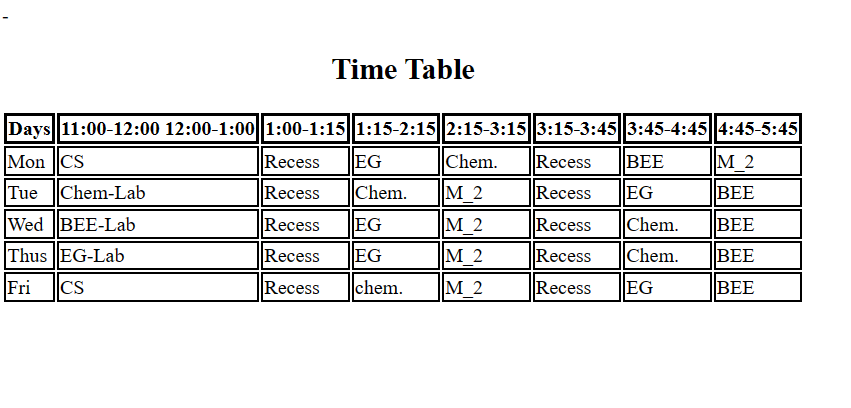 -
Time Table
Days 11:00-12:00 12:00-1:00 1:00-1:15 1:15-2:15 2:15-3:15 3:15-3:45 3:45-4:45 4:45-5:45
Mon CS Recess EG Chem. Recess BEE M_2
Tue Chem-Lab Recess Chem. M_2 Recess EG BEE
Wed BEE-Lab Recess EG M_2 Recess Chem. BEE
Thus EG-Lab Recess EG M_2 Recess Chem. BEE
Fri CS Recess chem. M_2 Recess EG BEE